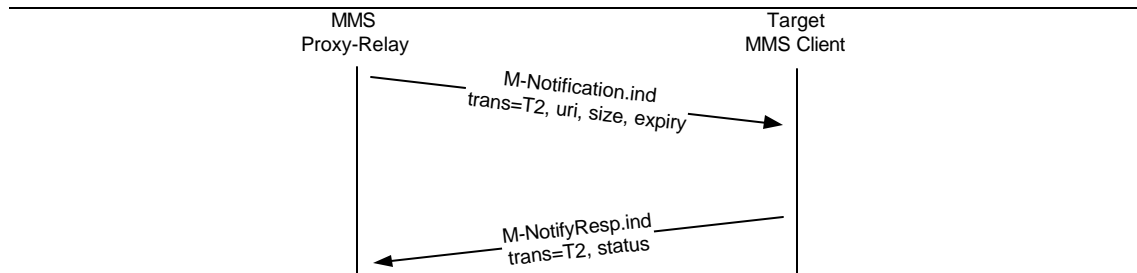 MMS
Proxy-Relay
Target
MMS Client
M-Notification.ind
trans=T2, uri, size, expiry
M-NotifyResp.ind
trans=T2, status